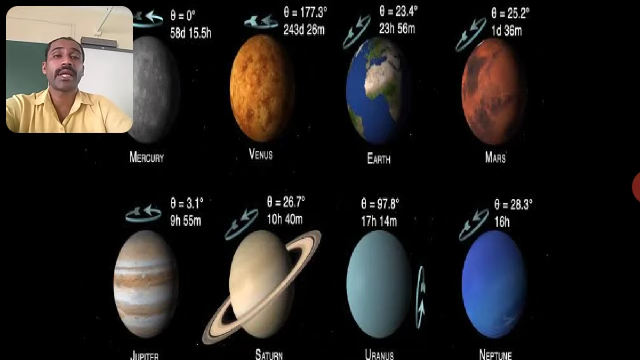 θ = 0°
58d 15.5h
θ = 177.3°
243d 26m
θ = 23.4°
23h 56m
θ = 25.2°
1d 36m
MERCURY
VENUS
EARTH
MARS
θ = 3.1°
9h 55m
θ = 26.7°
10h 40m
θ = 97.8°
17h 14m
θ = 28.3°
16h
JUPITER
SATURN
URANUS
NEPTUNE